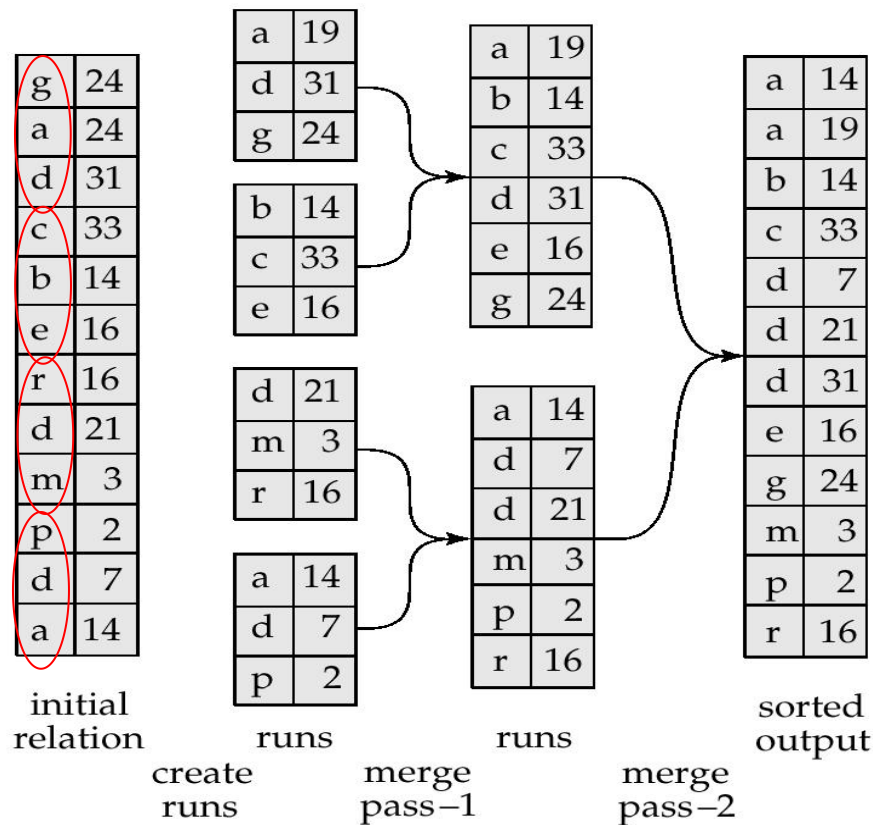 g 24
a 24
d 31
c 33
b 14
e 16
r 16
d 21
m 3
p 2
d 7
a 14
initial
relation
create
runs
a 19
d 31
g 24
b 14
c 33
e 16
d 21
m 3
r 16
a 14
d 7
p 2
runs
merge
pass–1
a 19
b 14
c 33
d 31
e 16
g 24
a 14
d 7
d 21
m 3
p 2
r 16
runs
merge
pass–2
a 14
a 19
b 14
c 33
d 7
d 21
d 31
e 16
g 24
m 3
p 2
r 16
sorted
output